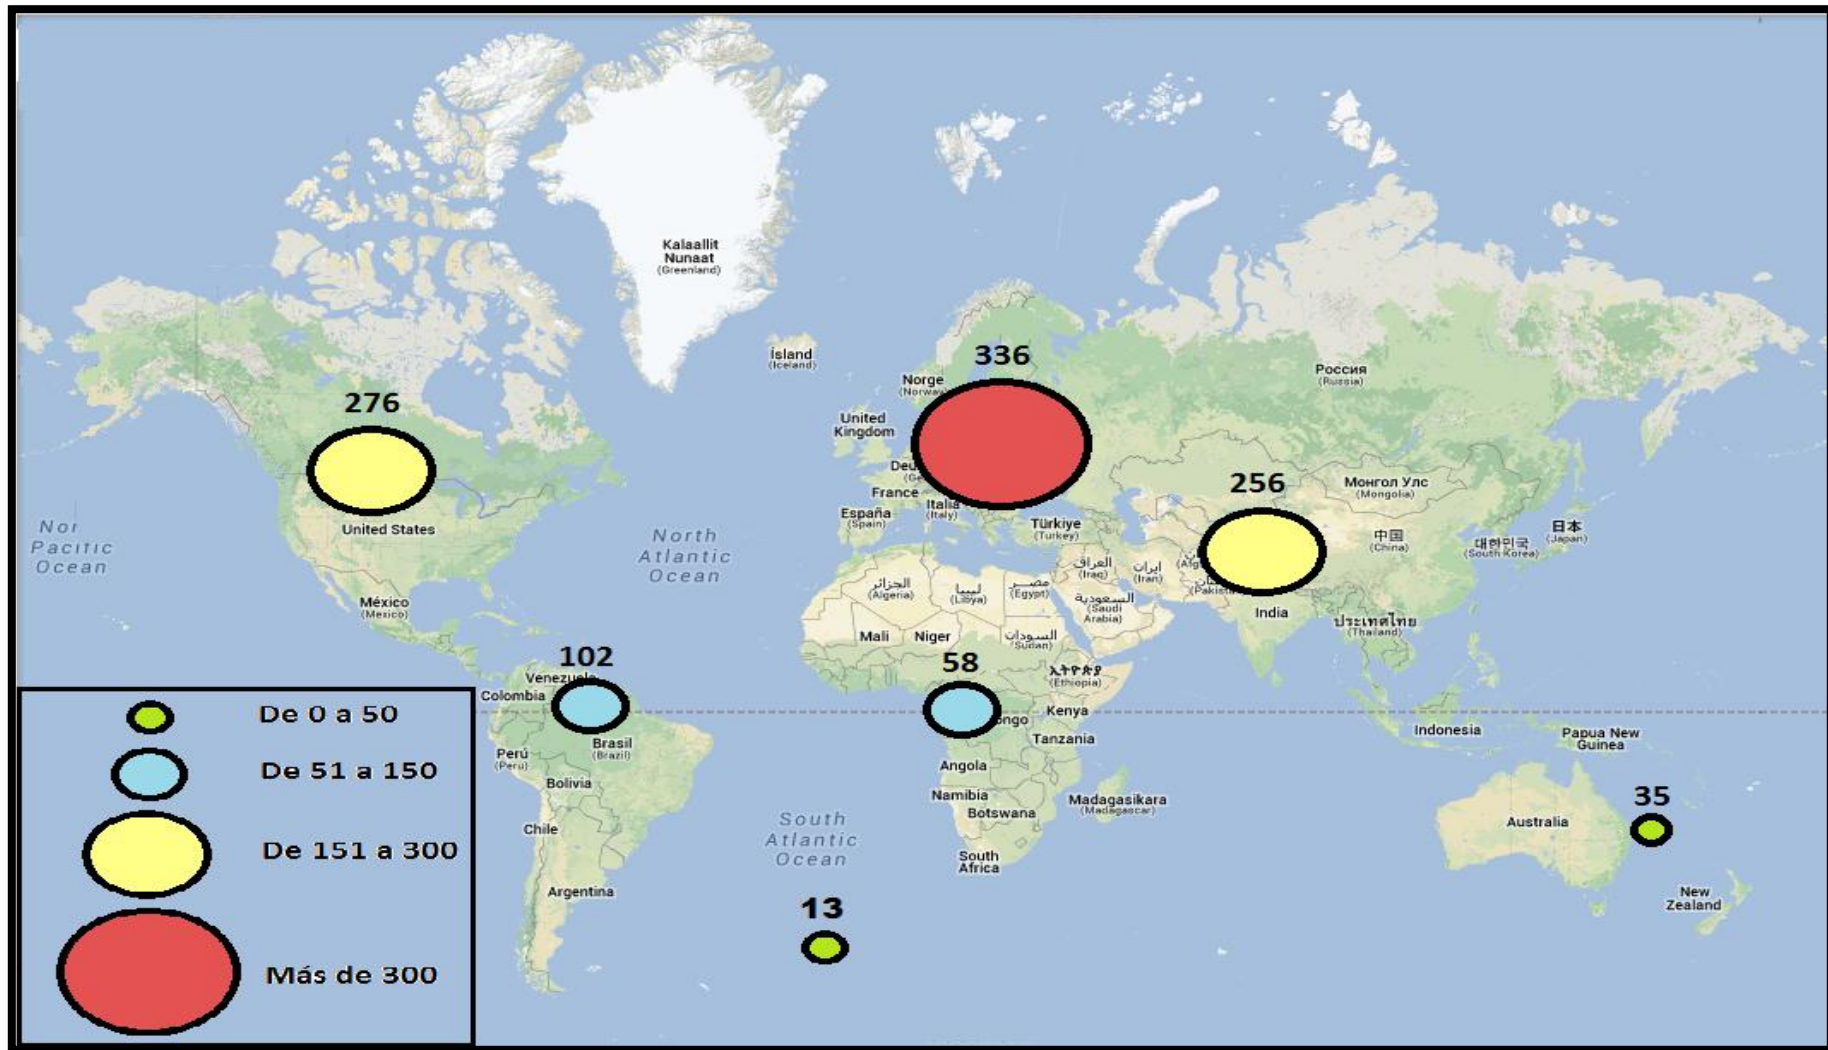 Kalaallit
Nunaat
(Greenland)
Ísland
(Iceland)
336
Norge
(Norway)
Россия
(Russia)
276
United
Kingdom
256
Монгол Улс
(Mongolia)
France
Italia
(Italy)
España
(Spain)
Türkiye
(Turkey)
United States
中国
(China)
日本
(Japan)
대한민국
(South Korea)
Nor
Pacific
Ocean
North
Atlantic
Ocean
العراق
(Iraq)
ایران
(Iran)
الجزائر
(Algeria)
ليبيا
(Libya)
مصر
(Egypt)
السعودية
(Saudi
Arabia)
México
(Mexico)
India
ประเทศไทย
(Thailand)
Mali
Niger
السودان
(Sudan)
102
58
Venezuela
ኢትዮጵያ
(Ethiopia)
Colombia
Kenya
Brasil
(Brazil)
Tanzania
Indonesia
Papua New
Guinea
Perú
(Peru)
Bolivia
Angola
Namibia
Botswana
Madagasikara
(Madagascar)
35
Chile
South
Atlantic
Ocean
Australia
South
Africa
Argentina
New
Zealand
13
De 0 a 50
De 51 a 150
De 151 a 300
Más de 300